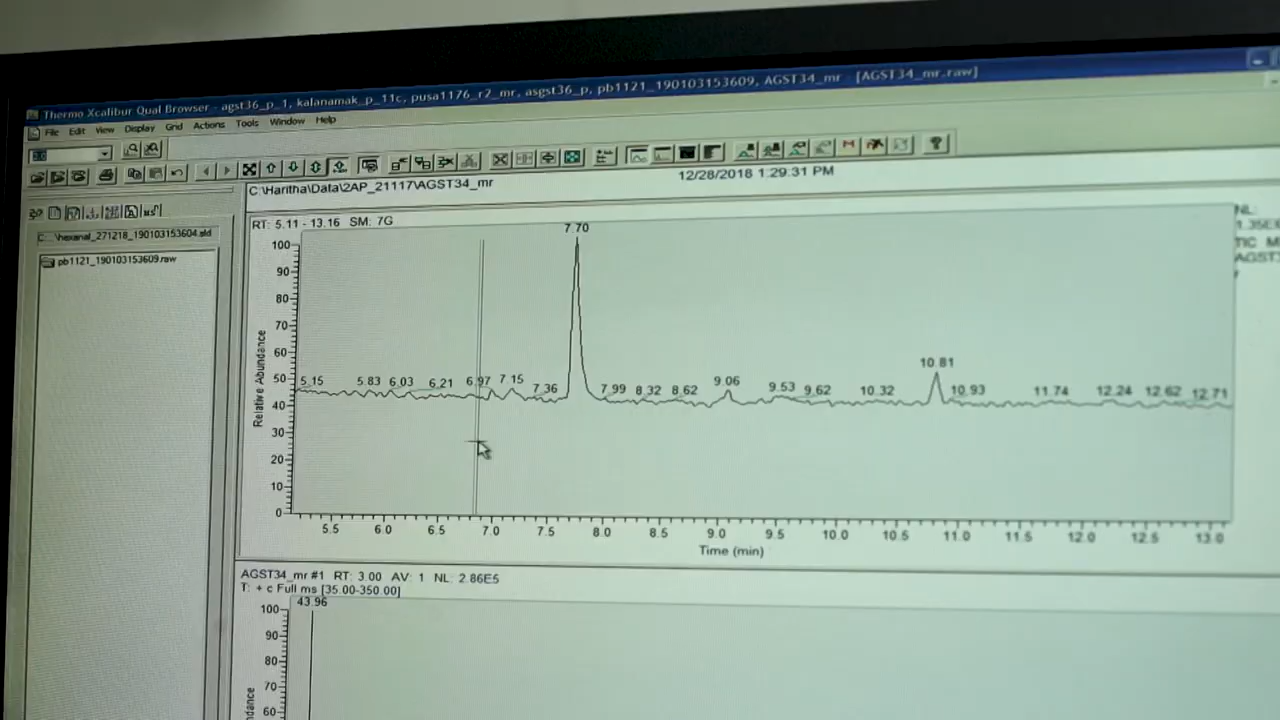 Thermo Xcalibur Qual Browser - agst36_p_1, kalanamak_p_11c, pusa1176_r2_mr, asgst36_p, pb1121_190103153609, AGST34_mr - [AGST34_mr.raw]
File Edit View Display Grid Actions Tools Window Help
C:\Haritha\Data\2AP_21117\AGST34_mr
12/28/2018 1:29:31 PM
C:...\hexanal_271218_190103153604.sld
pb1121_190103153609.raw
RT: 5.11 - 13.16 SM: 7G
NL:
TIC M
100
90
80
70
60
50
40
30
20
10
0
Relative Abundance
7.70
10.81
5.15 5.83 6.03 6.21 6.97 7.15 7.36 7.99 8.32 8.62 9.06 9.53 9.62 10.32 10.93 11.74 12.24 12.62 12.71
5.5 6.0 6.5 7.0 7.5 8.0 8.5 9.0 9.5 10.0 10.5 11.0 11.5 12.0 12.5 13.0
Time (min)
AGST34_mr #1 RT: 3.00 AV: 1 NL: 2.86E5
T: + c Full ms [35.00-350.00]
43.96
100
90
80
70
60